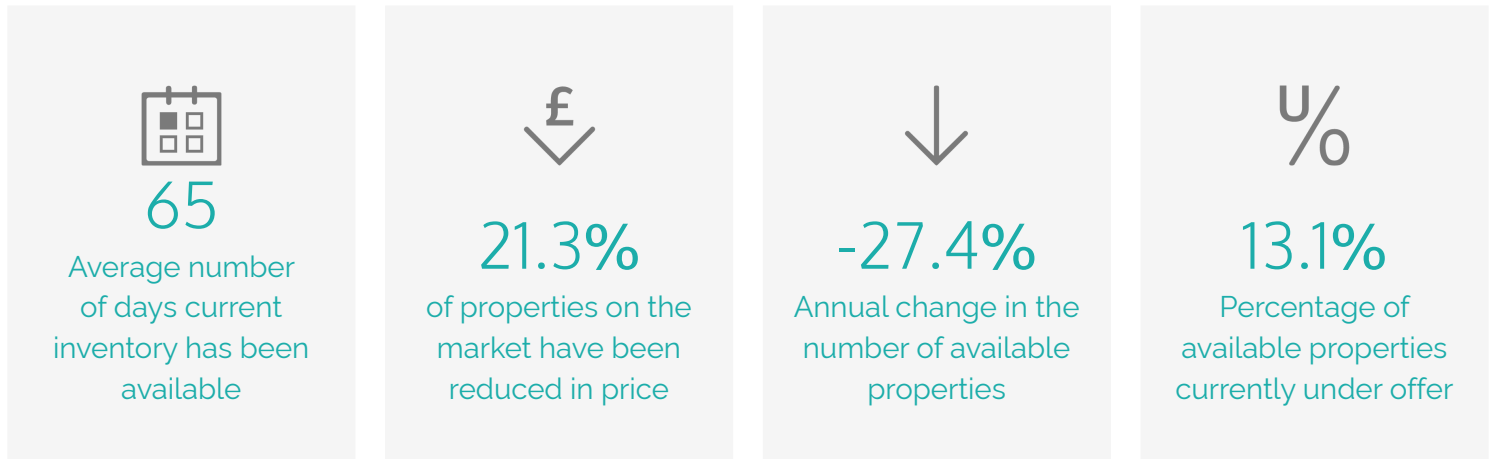 65
Average number
of days current
inventory has been
available
£
21.3%
of properties on the
market have been
reduced in price
-27.4%
Annual change in the
number of available
properties
U%
13.1%
Percentage of
available properties
currently under offer